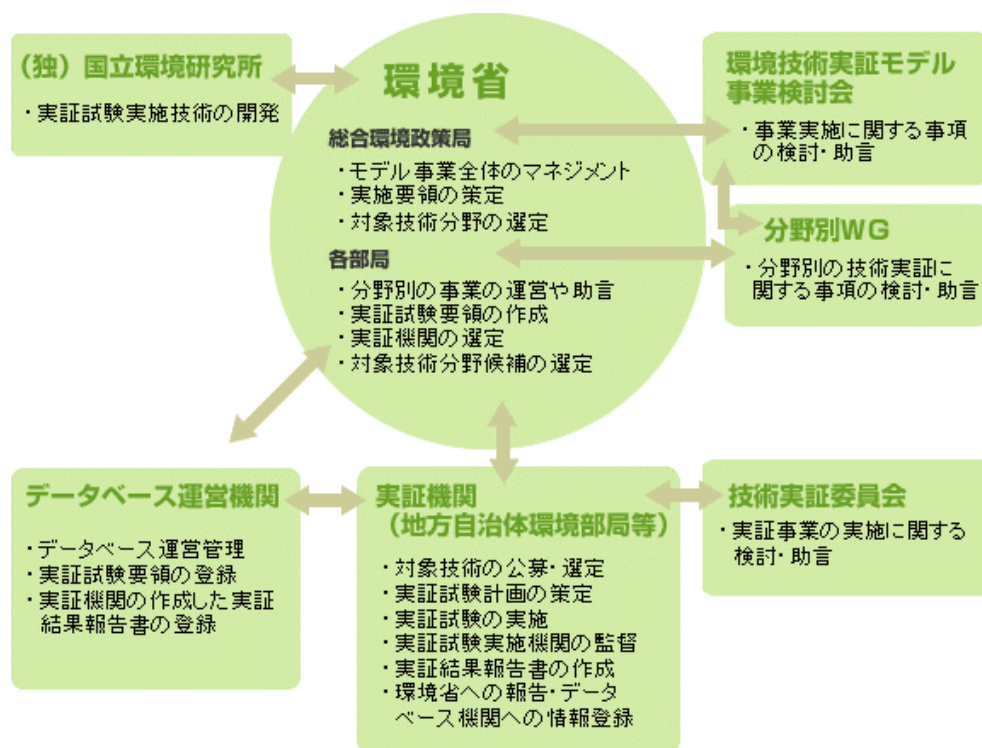 (独)国立環境研究所
・実証試験実施技術の開発
環境省
総合環境政策局
・モデル事業全体のマネジメント
・実施要領の策定
・対象技術分野の選定
各部局
・分野別の事業の運営や助言
・実証試験要領の作成
・実証機関の選定
・対象技術分野候補の選定
環境技術実証モデル
事業検討会
・事業実施に関する事項
の検討・助言
分野別WG
・分野別の技術実証に
関する事項の検討・助言
データベース運営機関
・データベース運営管理
・実証試験要領の登録
・実証機関の作成した実証
結果報告書の登録
実証機関
(地方自治体環境部局等)
・対象技術の公募・選定
・実証試験計画の策定
・実証試験の実施
・実証試験実施機関の監督
・実証結果報告書の作成
・環境省への報告・データ
ベース機関への情報登録
技術実証委員会
・実証事業の実施に関する
検討・助言